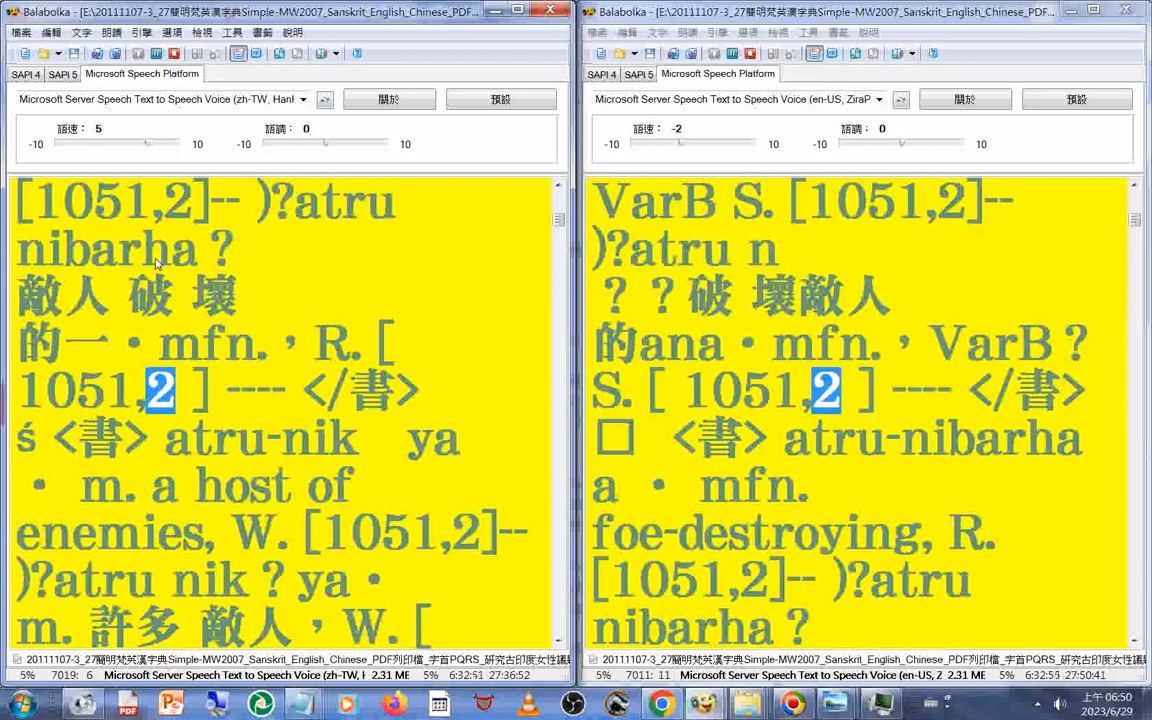 Balabolka - [E:\20111107-3_27簡明梵英漢字典Simple-MW2007_Sanskrit_English_Chinese_PDF...
檔案 編輯 文字 朗讀 引擎 選項 檢視 工具 書籤 說明
SAPI 4 SAPI 5 Microsoft Speech Platform
Microsoft Server Speech Text to Speech Voice (zh-TW, Hanl
關於 預設
語速： 5 語調： 0
-10 10 -10 10
[1051,2]-- )?atru
nibarha？
敵人 破 壞
的一・mfn.，R. [
1051,2 ] ---- </書>
ś <書> atru-nik ya
・ m. a host of
enemies, W. [1051,2]--
)?atru nik？ya・
m. 許多 敵人，W. [
20111107-3_27簡明梵英漢字典Simple-MW2007_Sanskrit_English_Chinese_PDF列印檔_字首PQRS_研究古印度女性議
5% 7019: 6 Microsoft Server Speech Text to Speech Voice (zh-TW, H 2.31 ME 5% 6:32:51 27:36:52
Balabolka - [E:\20111107-3_27簡明梵英漢字典Simple-MW2007_Sanskrit_English_Chinese_PDF...
檔案 編輯 文字 朗讀 引擎 選項 檢視 工具 書籤 說明
SAPI 4 SAPI 5 Microsoft Speech Platform
Microsoft Server Speech Text to Speech Voice (en-US, ZiraP
關於 預設
語速： -2 語調： 0
-10 10 -10 10
VarB S. [1051,2]--
)?atru n
？？破 壞敵人
的ana・mfn.，VarB？
S. [ 1051,2 ] ---- </書>
□ <書> atru-nibarha
a ・ mfn.
foe-destroying, R.
[1051,2]-- )?atru
nibarha？
20111107-3_27簡明梵英漢字典Simple-MW2007_Sanskrit_English_Chinese_PDF列印檔_字首PQRS_研究古印度女性議
5% 7011: 11 Microsoft Server Speech Text to Speech Voice (en-US, Z 2.31 ME 5% 6:32:55 27:50:41
PDF
上午 06:50
2023/6/29